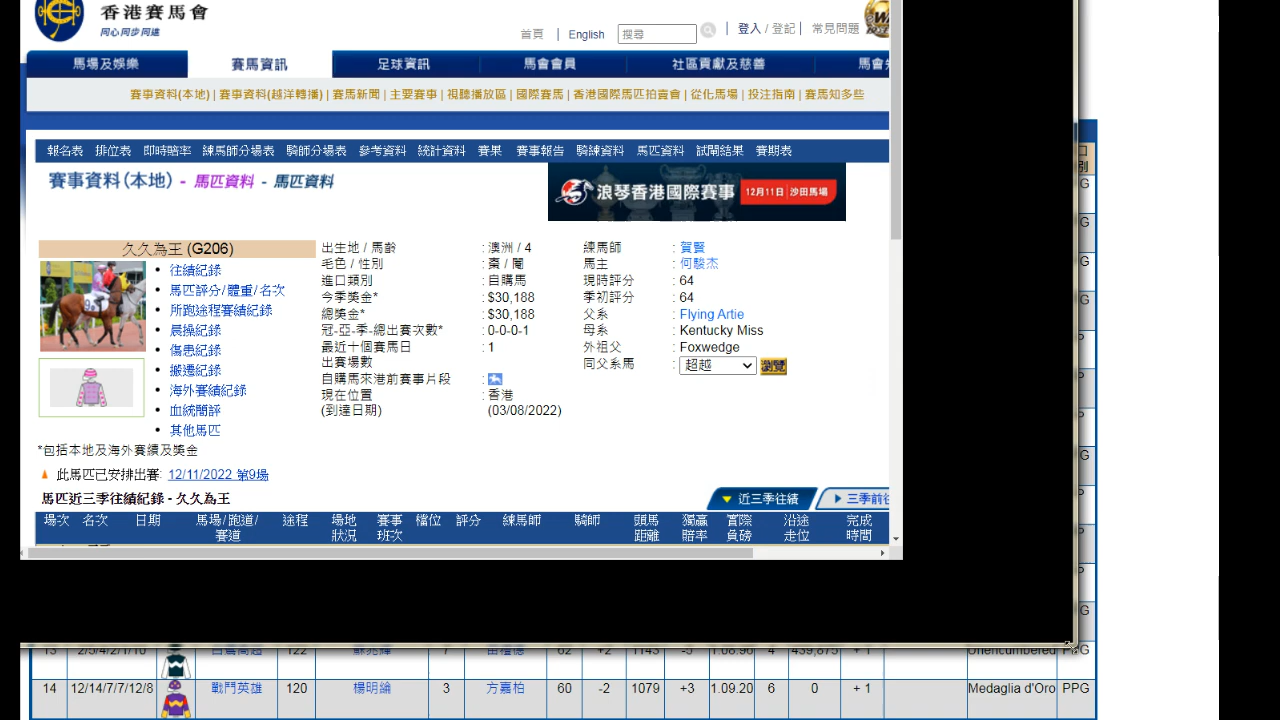 香港賽馬會
同心同步同進
首頁 | English 搜尋 | 登入 / 登記 | 常見問題
馬場及娛樂 賽馬資訊 足球資訊 馬會會員 社區貢獻及慈善 馬會
賽事資料(本地) | 賽事資料(越洋轉播) | 賽馬新聞 | 主要賽事 | 視聽播放區 | 國際賽馬 | 香港國際馬匹拍賣會 | 從化馬場 | 投注指南 | 賽馬知多些
報名表 排位表 即時賠率 練馬師分場表 騎師分場表 參考資料 統計資料 賽果 賽事報告 騎練資料 馬匹資料 試閘結果 賽期表
賽事資料(本地) - 馬匹資料 - 馬匹資料
浪琴香港國際賽事 12月11日 | 沙田馬場
久久為王 (G206)
往績紀錄
馬匹評分/體重/名次
所跑途程賽績紀錄
晨操紀錄
傷患紀錄
搬遷紀錄
海外賽績紀錄
血統簡評
其他馬匹
出生地 / 馬齡 : 澳洲 / 4 練馬師 : 賀賢
毛色 / 性別 : 棗 / 閹 馬主 : 何駿杰
進口類別 : 自購馬 現時評分 : 64
今季獎金* : $30,188 季初評分 : 64
總獎金* : $30,188 父系 : Flying Artie
冠-亞-季-總出賽次數* : 0-0-0-1 母系 : Kentucky Miss
最近十個賽馬日 : 1 外祖父 : Foxwedge
出賽場數 同父系馬 : 超越 瀏覽
自購馬來港前賽事片段 :
現在位置 : 香港
(到達日期) (03/08/2022)
*包括本地及海外賽績及獎金
此馬匹已安排出賽: 12/11/2022 第9場
馬匹近三季往績紀錄 - 久久為王 近三季往績 三季前往
場次 名次 日期 馬場/跑道/ 途程 場地 賽事 檔位 評分 練馬師 騎師 頭馬 獨贏 實際 沿途 完成
賽道 狀況 班次 距離 賠率 負磅 走位 時間
13 2/5/4/2/1/10 122 7 62 +2 1143 -5 1.08.90 4 439,875 + 1 Unencumbered PPG
14 12/14/7/7/12/8 戰鬥英雄 120 楊明綸 3 方嘉柏 60 -2 1079 +3 1.09.20 6 0 + 1 Medaglia d'Oro PPG